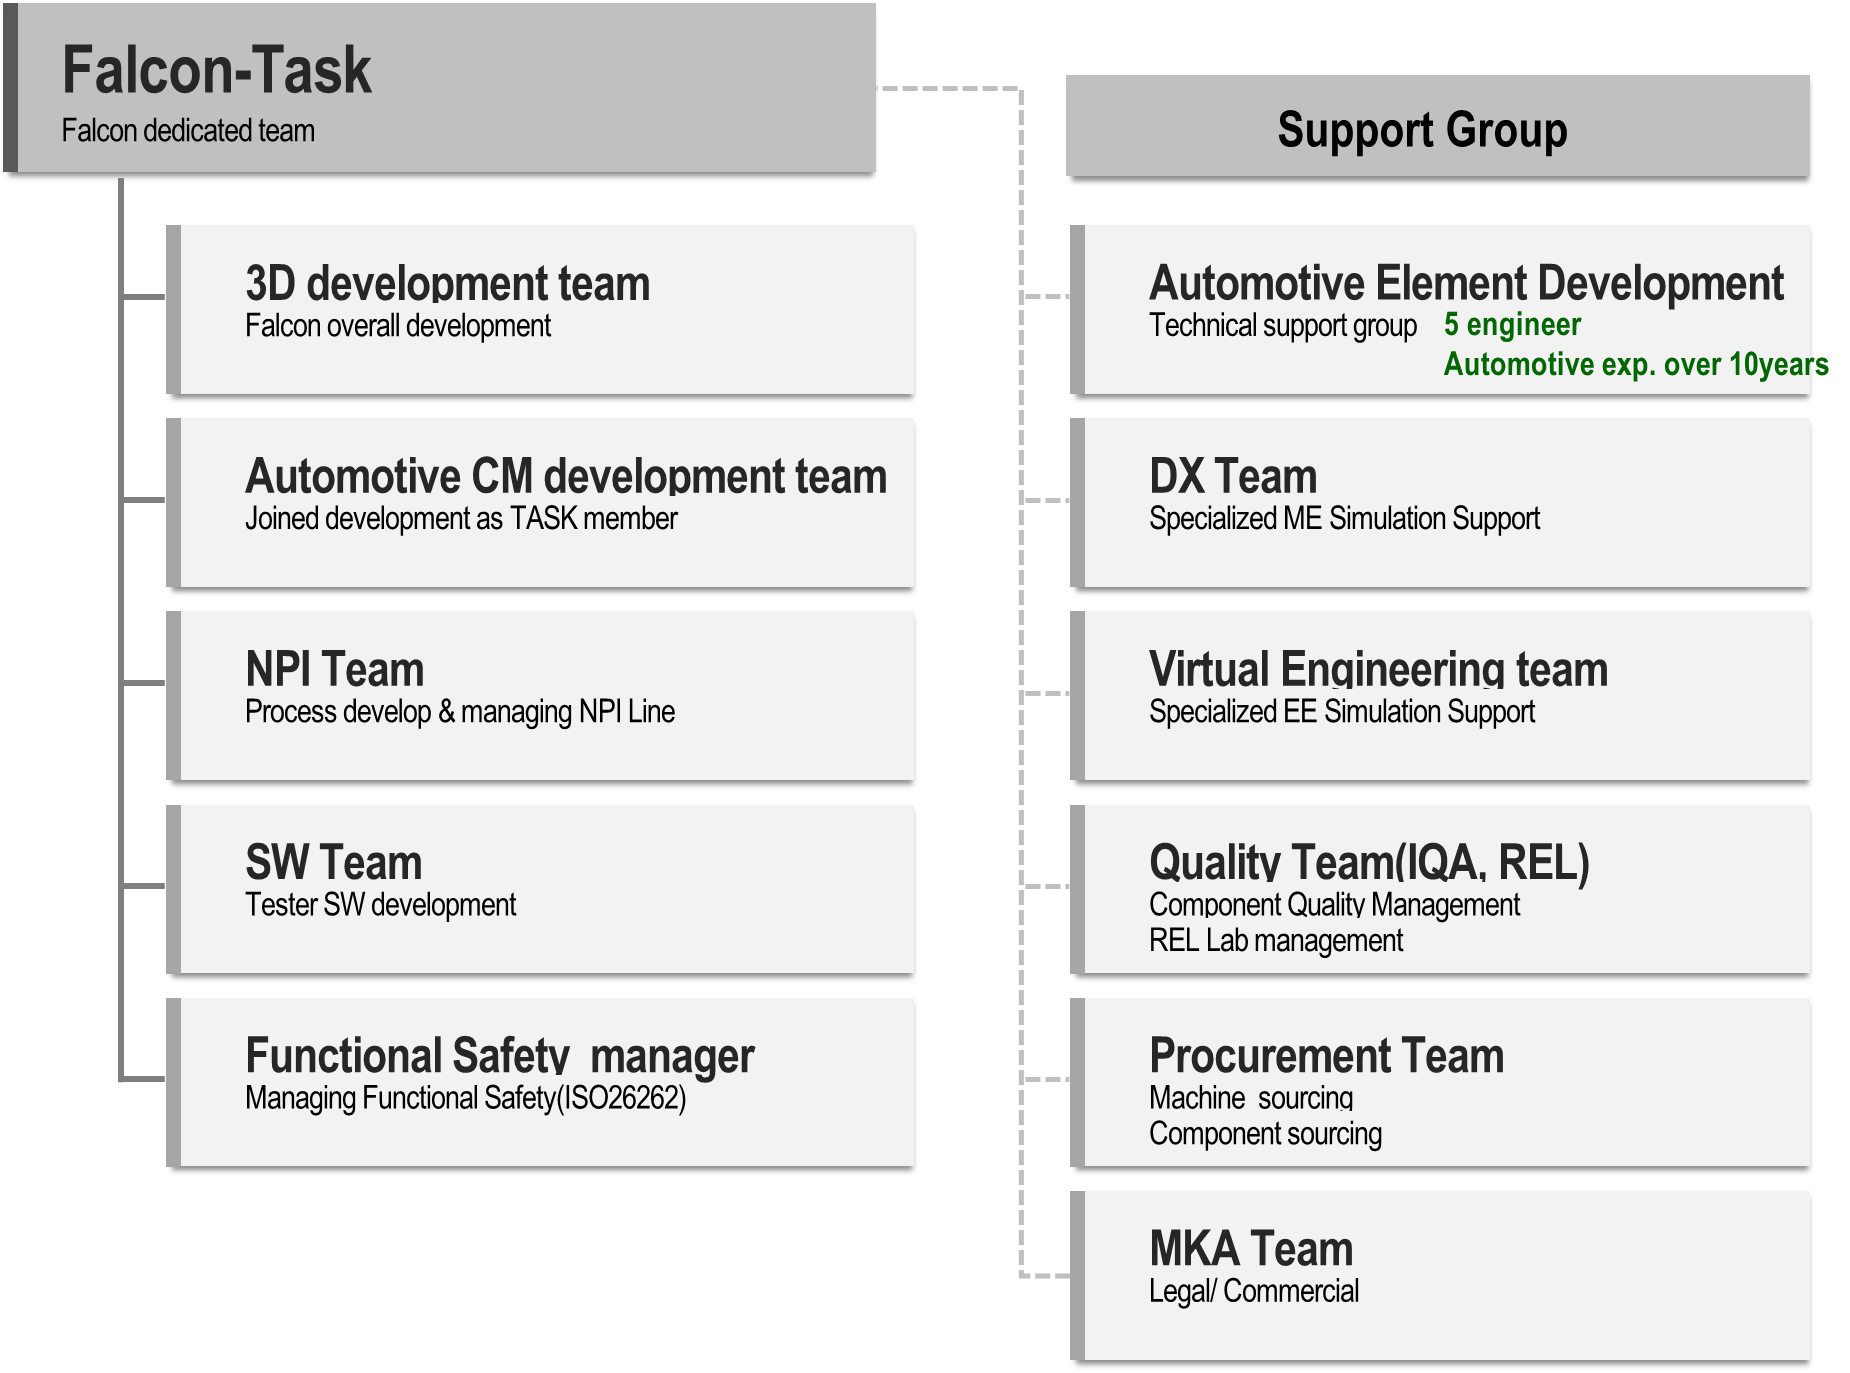 Falcon-Task
Falcon dedicated team
3D development team
Falcon overall development
Automotive CM development team
Joined development as TASK member
NPI Team
Process develop & managing NPI Line
SW Team
Tester SW development
Functional Safety  manager
Managing Functional Safety(ISO26262)
Support Group
Automotive Element Development
Technical support group
5 engineer
Automotive exp. over 10years
DX Team
Specialized ME Simulation Support
Virtual Engineering team
Specialized EE Simulation Support
Quality Team(IQA, REL)
Component Quality Management
REL Lab management
Procurement Team
Machine  sourcing
Component sourcing
MKA Team
Legal/ Commercial